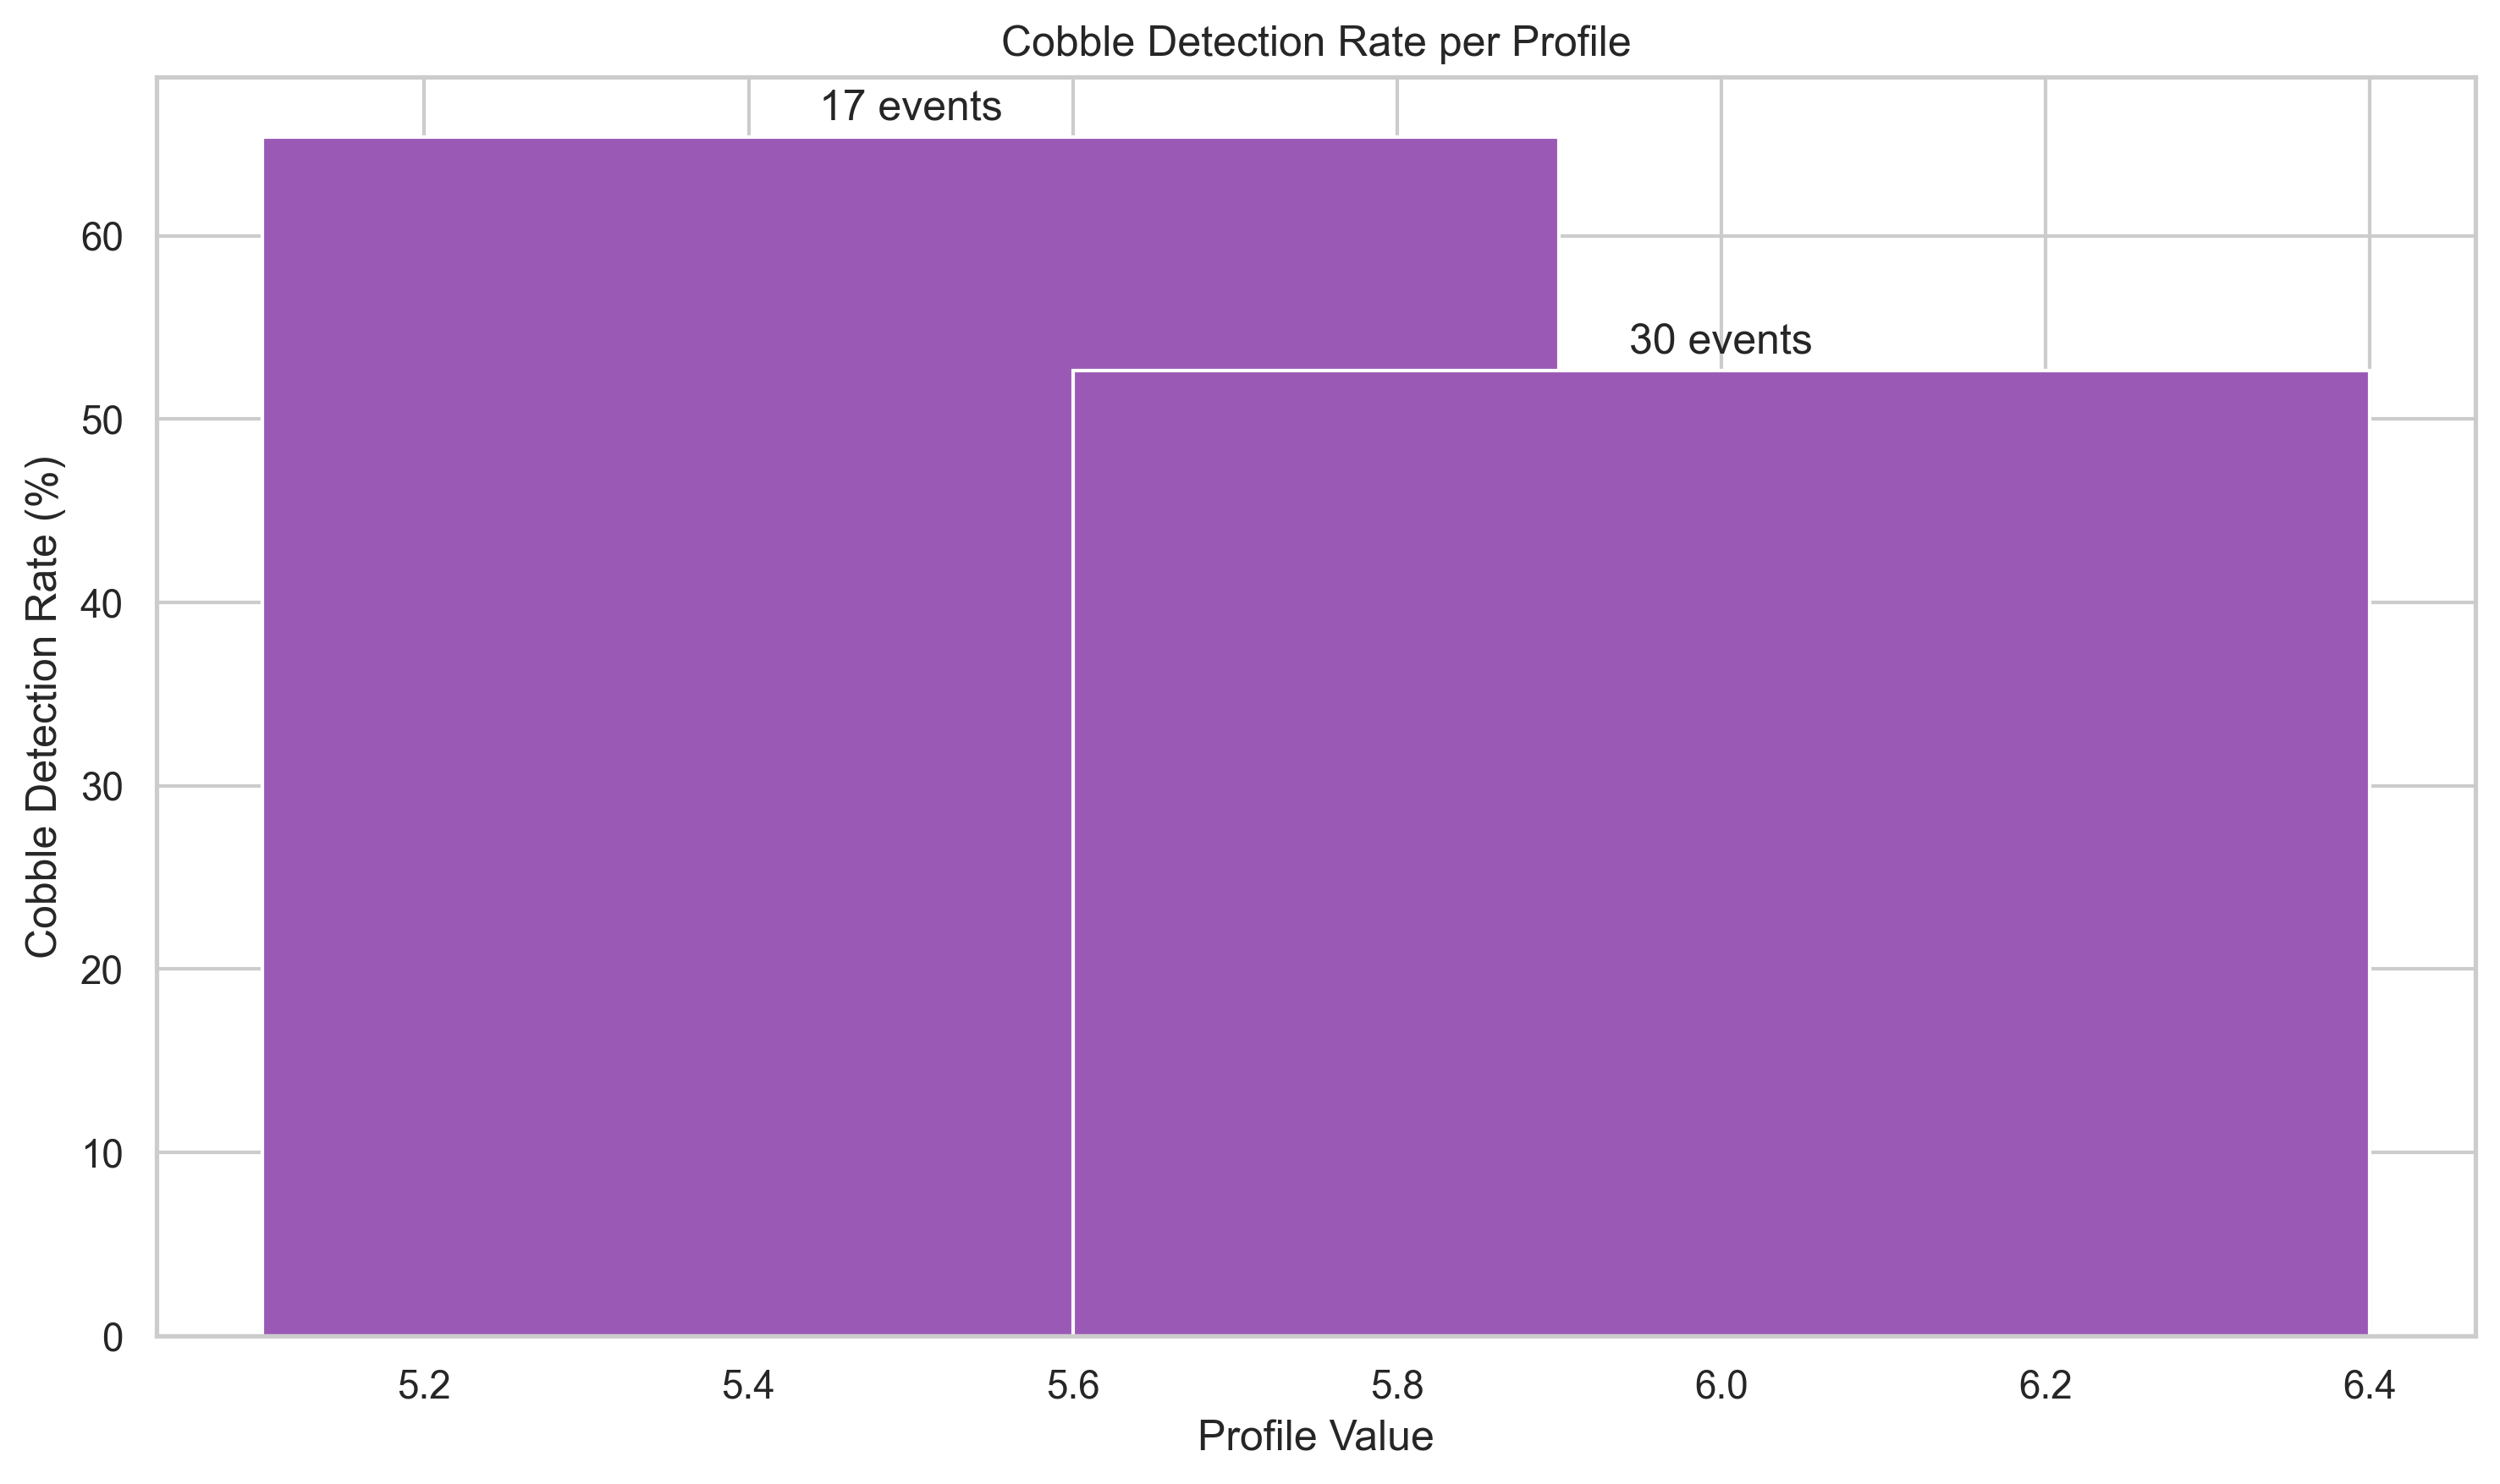 Cobble Detection Rate per Profile
17 events
30 events
Cobble Detection Rate (%)
60
50
40
30
20
10
0
5.2 5.4 5.6 5.8 6.0 6.2 6.4
Profile Value